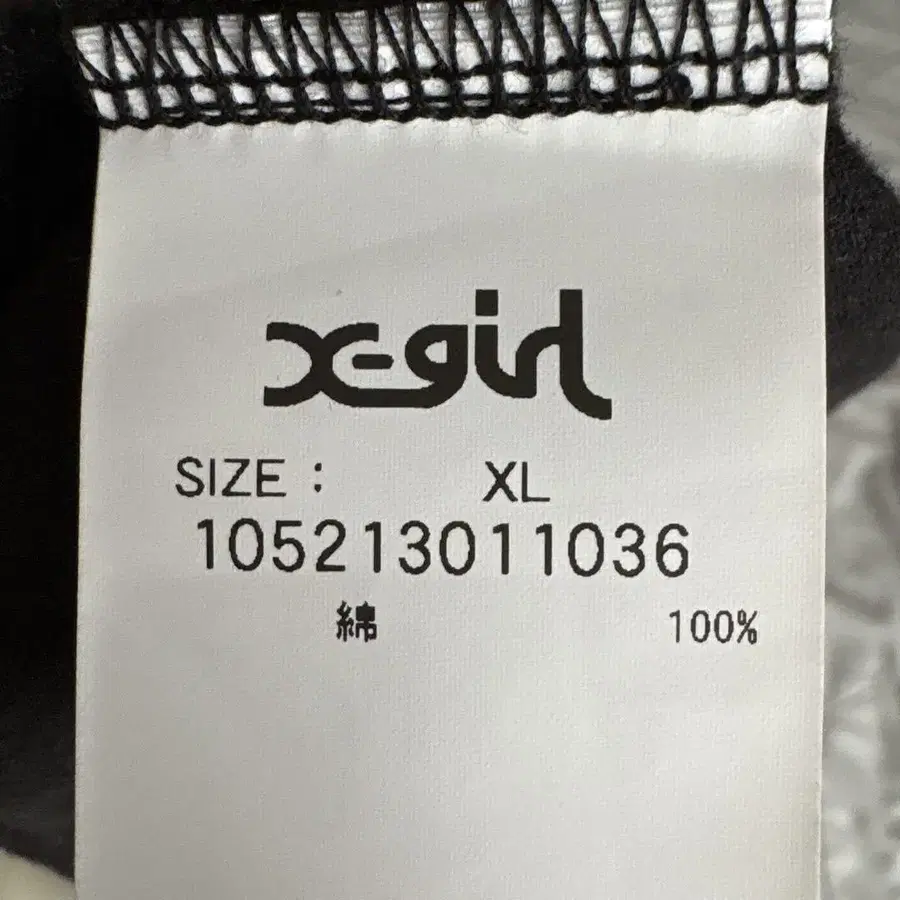 X-girl
SIZE : XL
105213011036
綿 100%